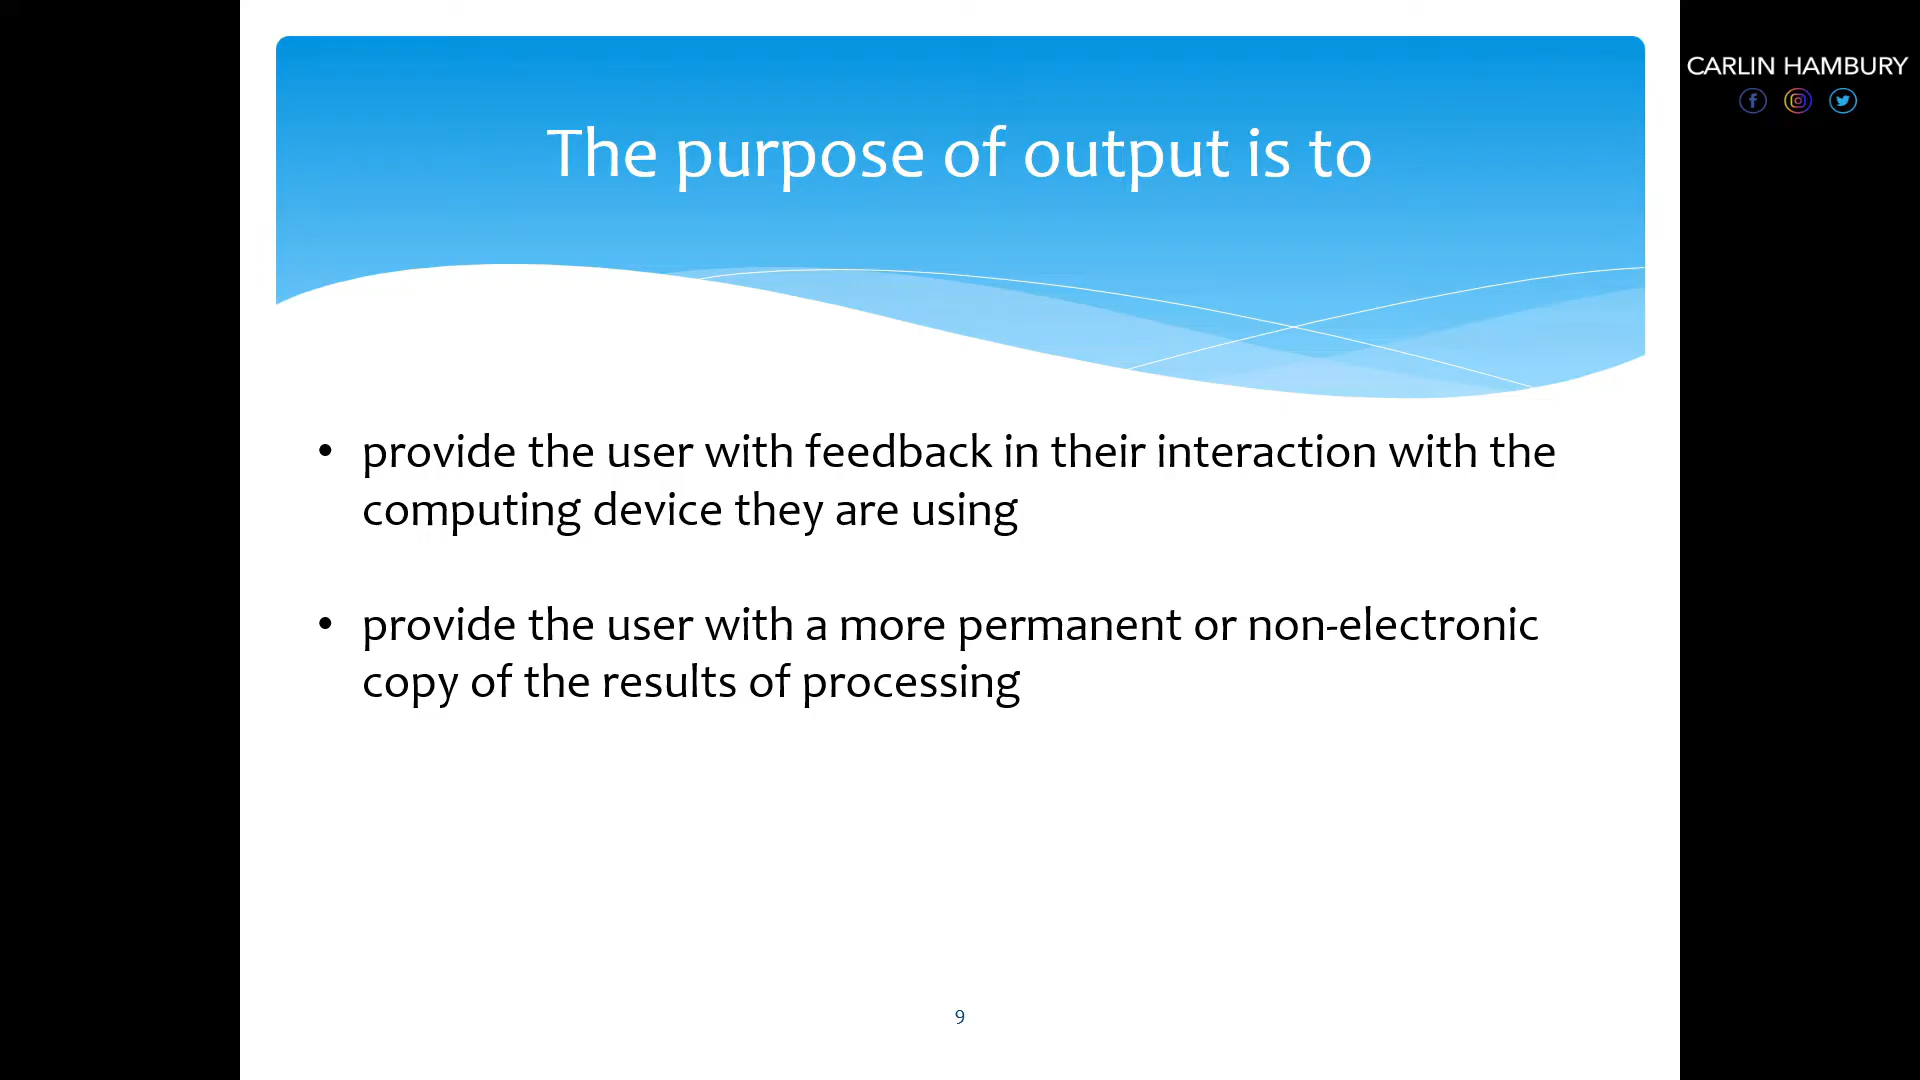 CARLIN HAMBURY
The purpose of output is to
• provide the user with feedback in their interaction with the
computing device they are using
• provide the user with a more permanent or non-electronic
copy of the results of processing
9